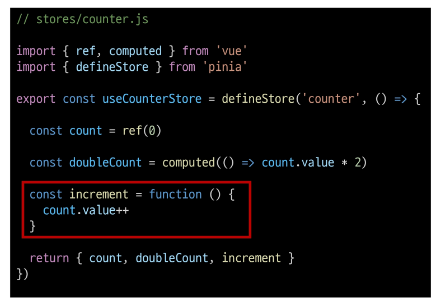 // stores/counter.js
import { ref, computed } from 'vue'
import { defineStore } from 'pinia'
export const useCounterStore = defineStore('counter', () => {
const count = ref(0)
const doubleCount = computed(() => count.value * 2)
const increment = function () {
count.value++
}
return { count, doubleCount, increment }
})